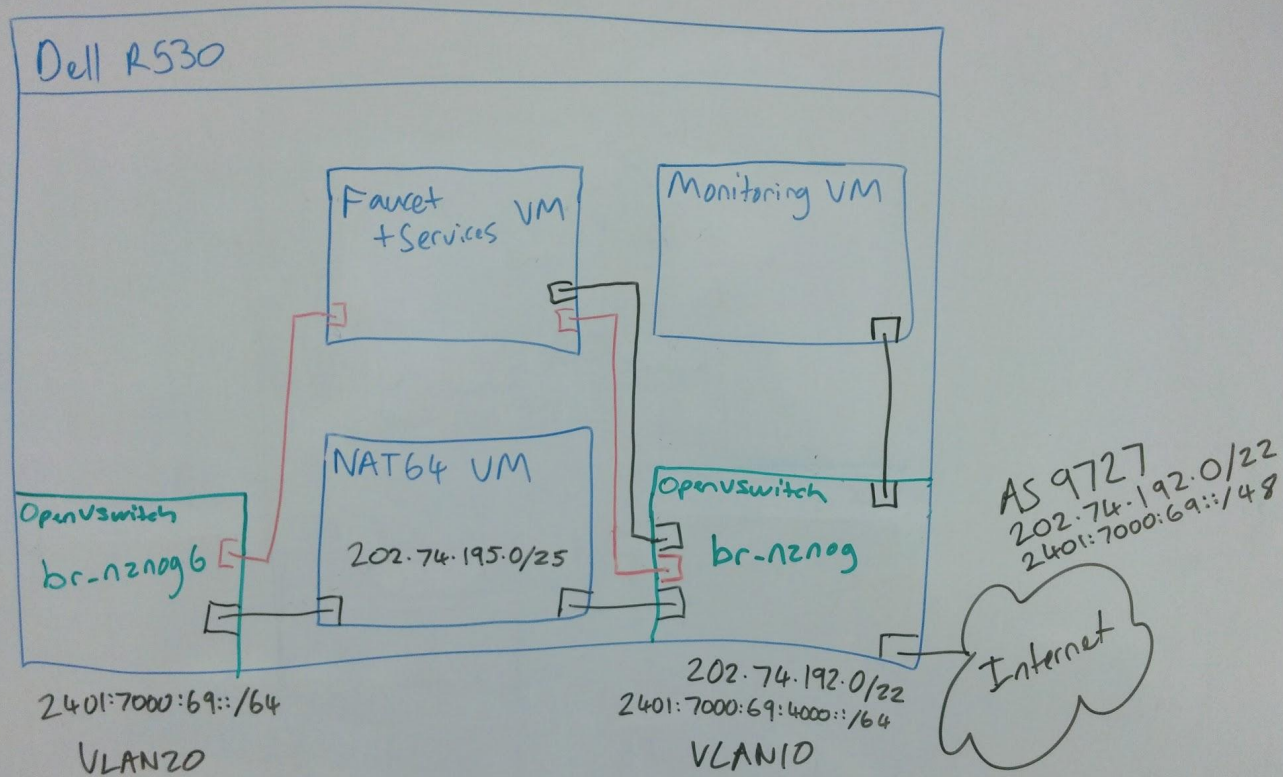 Dell R530
Faucet VM
+Services
Monitoring VM
NAT64 VM
202.74.195.0/25
OpenVSwitch
br-nznog6
OpenVSwitch
br-nznog
AS 9727
202.74.192.0/22
2401:7000:69::/48
Internet
2401:7000:69::/64
VLAN20
202.74.192.0/22
2401:7000:69:4000::/64
VLAN10